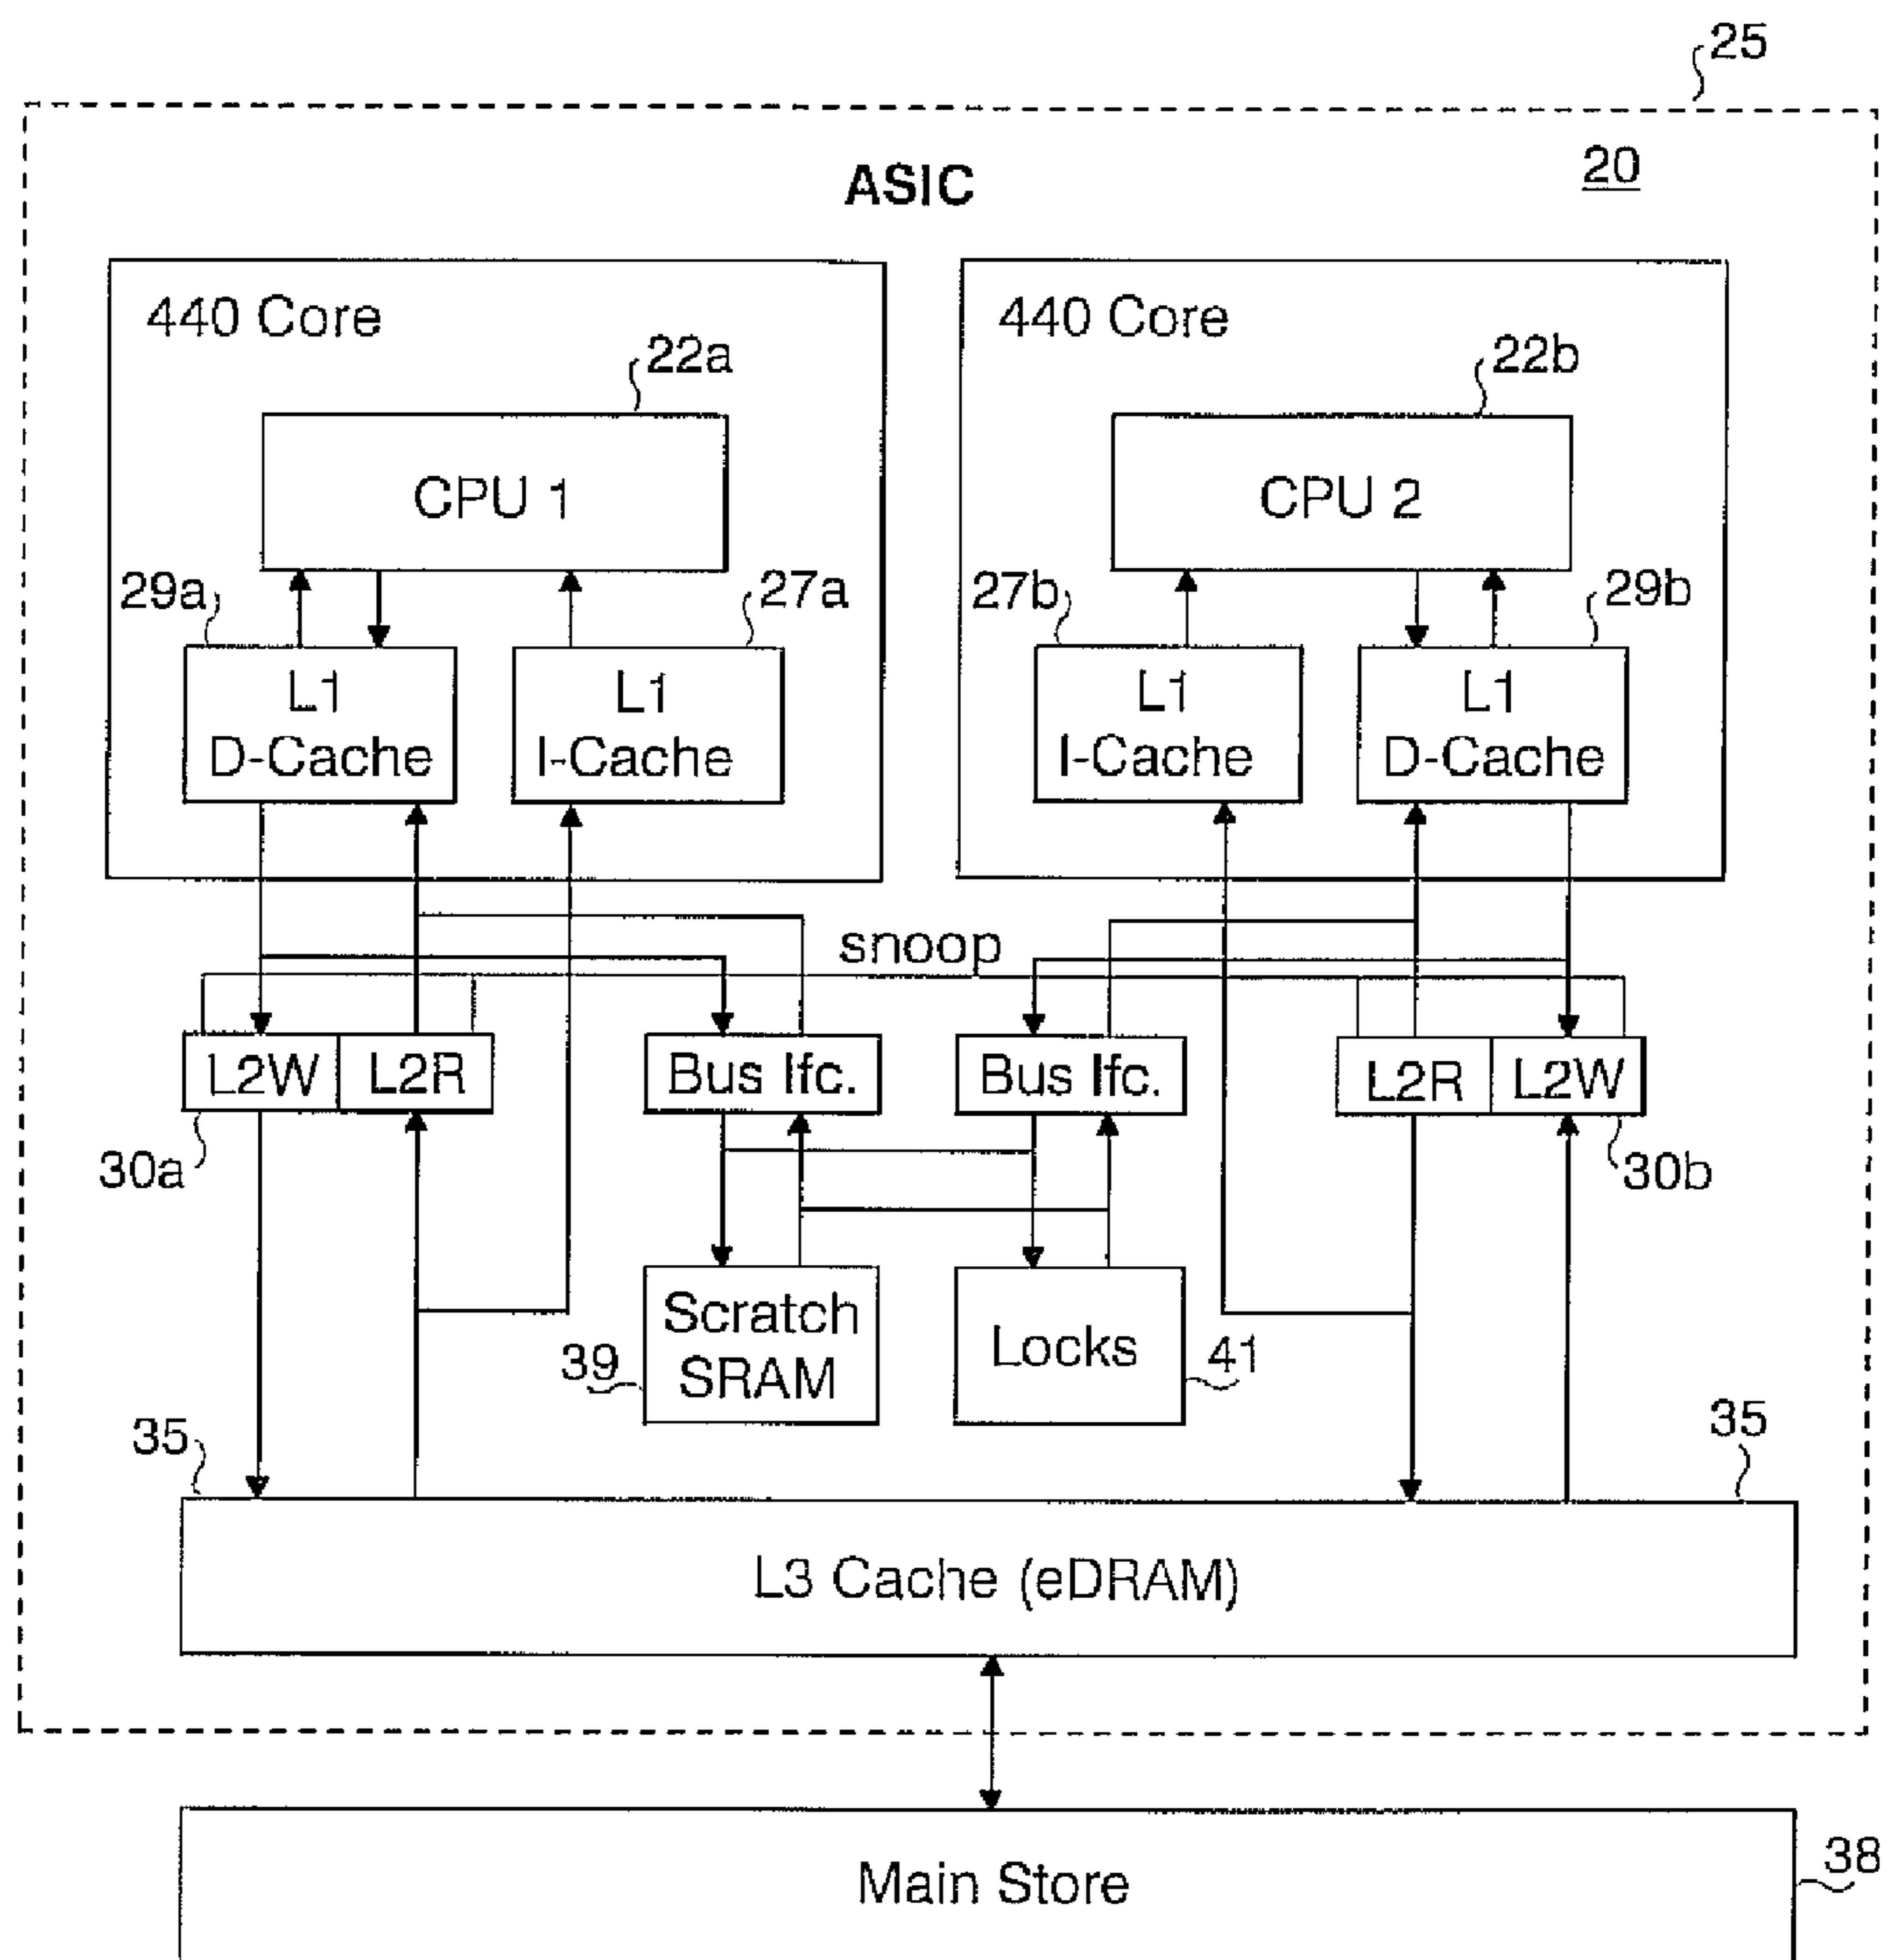 25
ASIC
20
440 Core
440 Core
22a
22b
CPU 1
CPU 2
29a
27a
27b
29b
L1
D-Cache
L1
I-Cache
L1
I-Cache
L1
D-Cache
snoop
L2W
L2R
Bus Ifc.
Bus Ifc.
L2R
L2W
30a
30b
Scratch
SRAM
Locks
39
41
35
35
L3 Cache (eDRAM)
Main Store
38